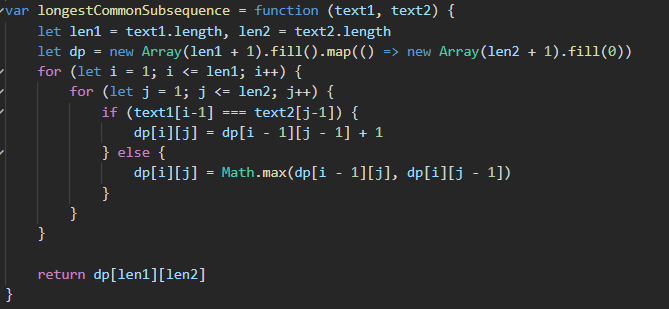 var longestCommonSubsequence = function (text1, text2) {
    let len1 = text1.length, len2 = text2.length
    let dp = new Array(len1 + 1).fill().map(() => new Array(len2 + 1).fill(0))
    for (let i = 1; i <= len1; i++) {
        for (let j = 1; j <= len2; j++) {
            if (text1[i-1] === text2[j-1]) {
                dp[i][j] = dp[i - 1][j - 1] + 1
            } else {
                dp[i][j] = Math.max(dp[i - 1][j], dp[i][j - 1])
            }
        }
    }

    return dp[len1][len2]
}